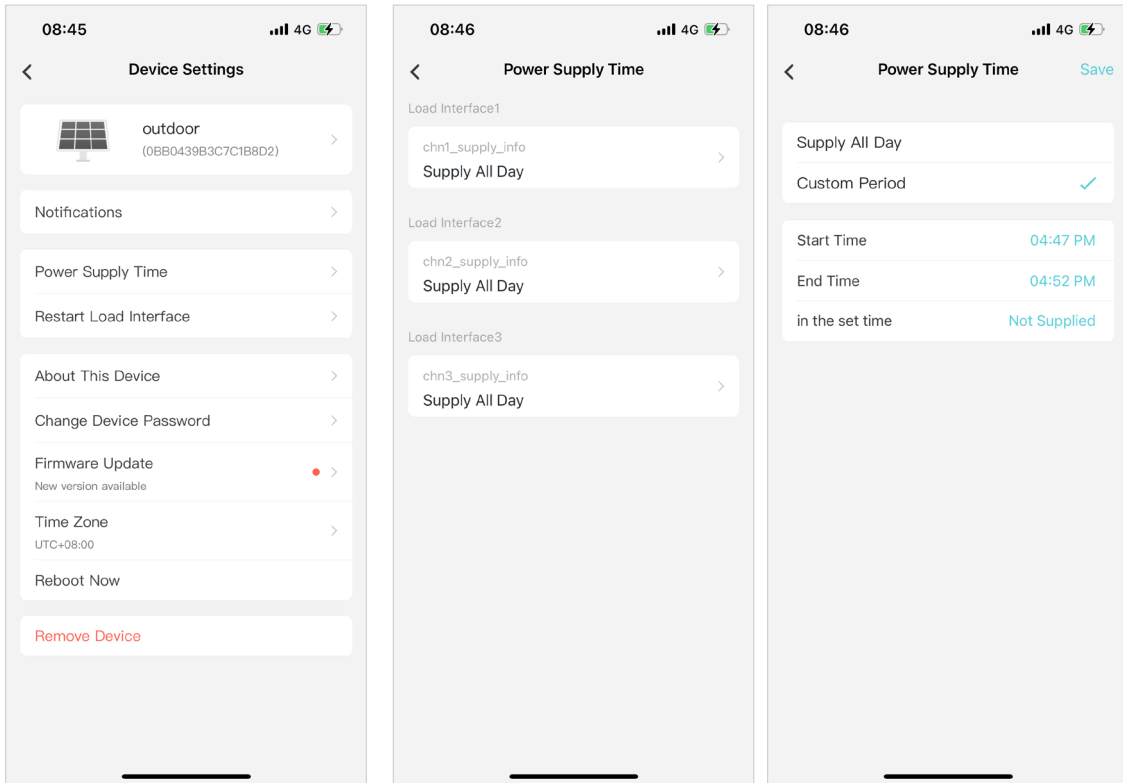 08:45
4G
Device Settings
outdoor
(0BB0439B3C7C1B8D2)
Notifications
Power Supply Time
Restart Load Interface
About This Device
Change Device Password
Firmware Update
New version available
Time Zone
UTC+08:00
Reboot Now
Remove Device
08:46
4G
Power Supply Time
Load Interface1
chn1_supply_info
Supply All Day
Load Interface2
chn2_supply_info
Supply All Day
Load Interface3
chn3_supply_info
Supply All Day
08:46
4G
Power Supply Time
Save
Supply All Day
Custom Period
Start Time 04:47 PM
End Time 04:52 PM
in the set time Not Supplied